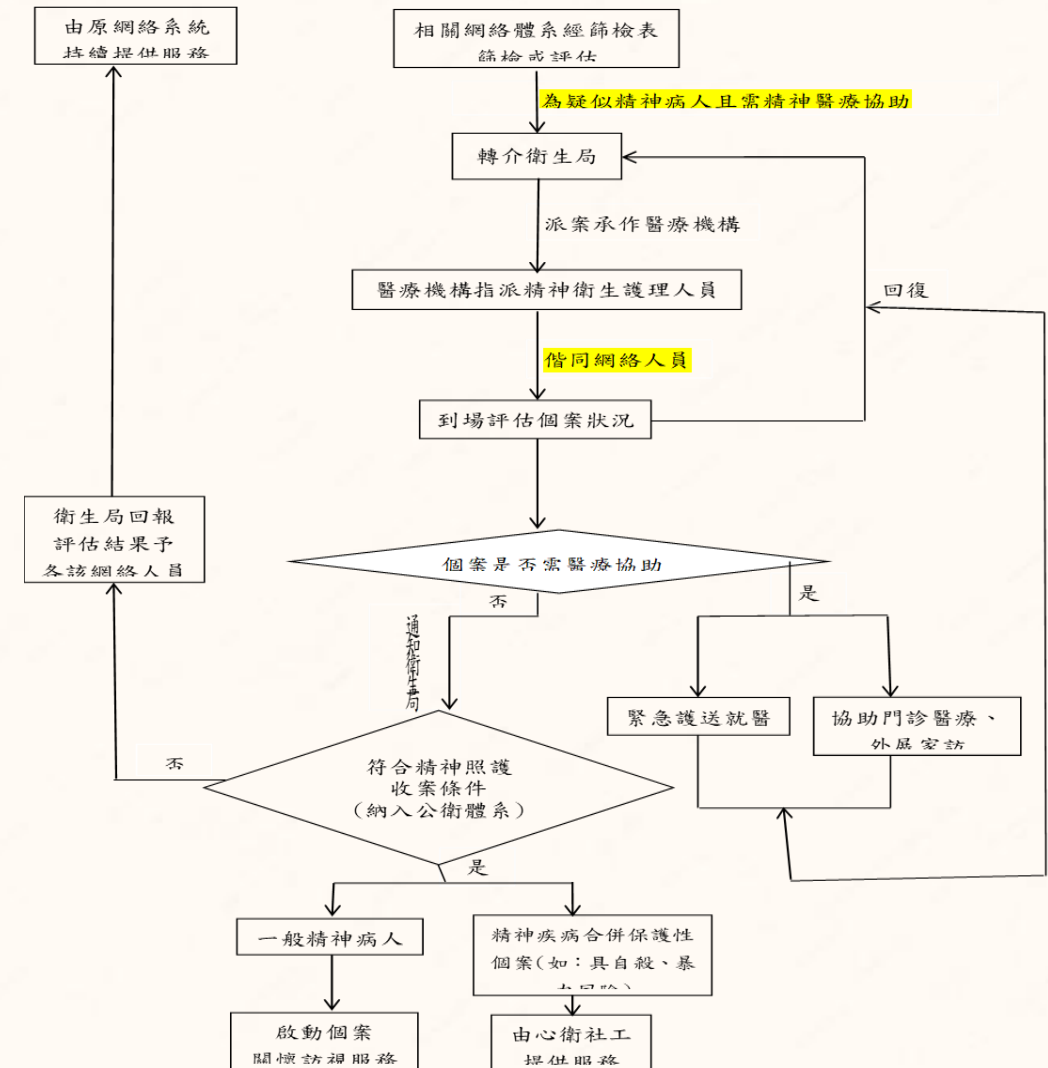 由原網絡系統
持續提供服務
相關網絡體系經篩檢表
篩檢或評估
為疑似精神病人且需精神醫療協助
轉介衛生局
派案承作醫療機構
醫療機構指派精神衛生護理人員
回復
偕同網絡人員
到場評估個案狀況
衛生局回報
評估結果予
各該網絡人員
個案是否需醫療協助
否
是
通知衛生局
緊急護送就醫
協助門診醫療、
外展家訪
否
符合精神照護
收案條件
(納入公衛體系)
是
一般精神病人
精神疾病合併保護性
個案(如：具自殺、暴
力風險)
啟動個案
關懷訪視服務
由心衛社工
提供服務